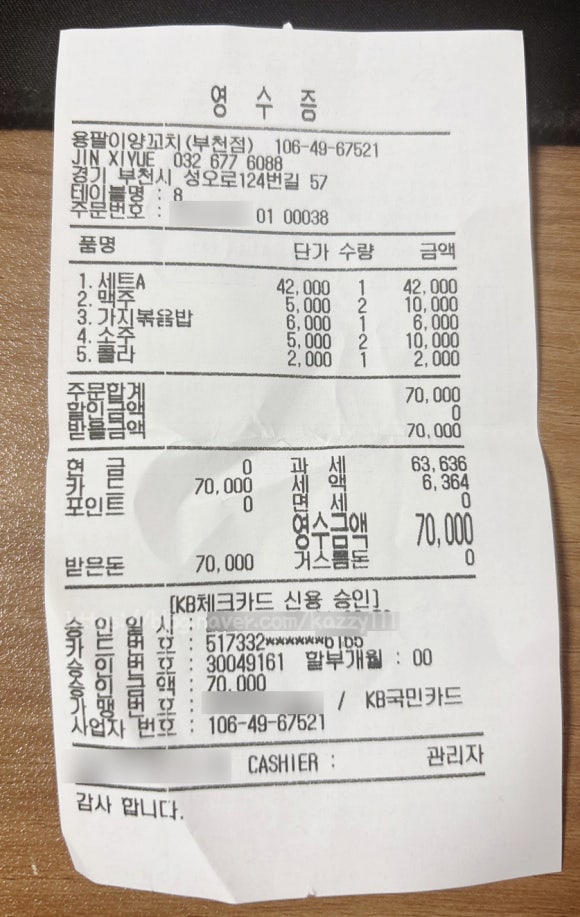 영 수 증
용팔이양꼬치(부천점) 106-49-67521
JIN XIYUE 032 677 6088
경기 부천시 성오로124번길 57
테이블명 : 8
주문번호 : 01 00038
품명 단가 수량 금액
1.세트A 42,000 1 42,000
2.맥주 5,000 2 10,000
3.가지볶음밥 6,000 1 6,000
4.소주 5,000 2 10,000
5.콜라 2,000 1 2,000
주문합계 70,000
할인금액 0
받을금액 70,000
현 금 0 과 세 63,636
카 드 70,000 세 액 6,364
포인트 0 면 세 0
영수금액 70,000
받은돈 70,000 거스름돈 0
[KB체크카드 신용 승인]
승 인 일 시 :
카 드 번 호 : 517332******6165
승 인 번 호 : 30049161 할부개월 : 00
승 인 금 액 : 70,000
가 맹 번 호 : / KB국민카드
사업자 번호 : 106-49-67521
CASHIER : 관리자
감사 합니다.